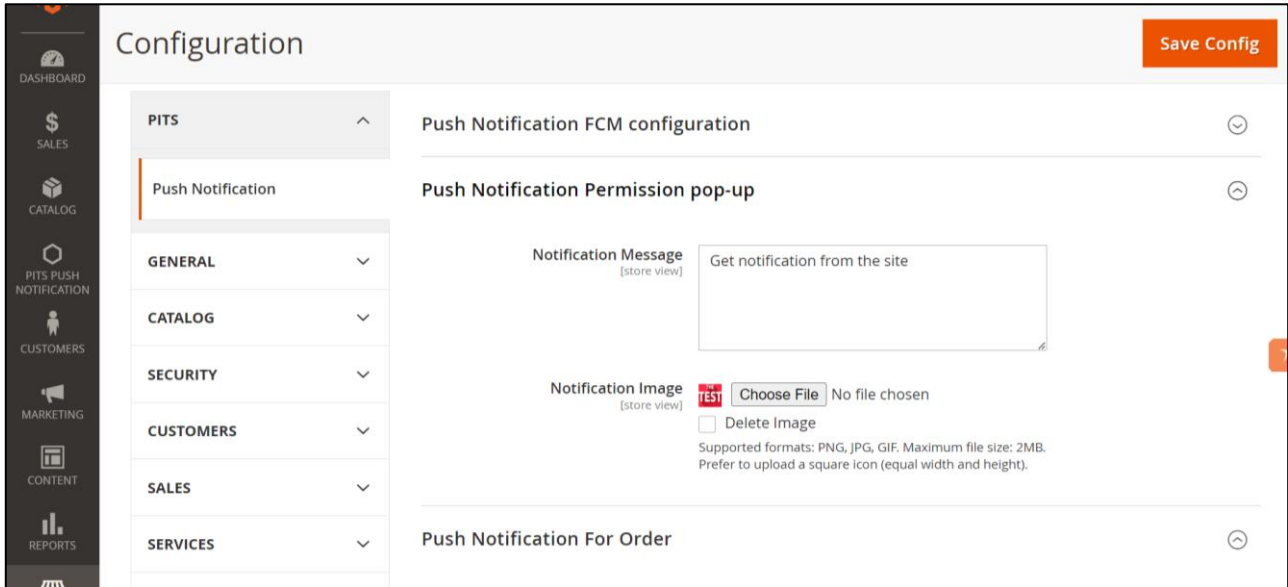 Configuration
Save Config
DASHBOARD
SALES
CATALOG
PITS PUSH
NOTIFICATION
CUSTOMERS
MARKETING
CONTENT
REPORTS
PITS
Push Notification
GENERAL
CATALOG
SECURITY
CUSTOMERS
SALES
SERVICES
Push Notification FCM configuration
Push Notification Permission pop-up
Notification Message
[store view]
Get notification from the site
Notification Image
[store view]
TEST
Choose File No file chosen
Delete Image
Supported formats: PNG, JPG, GIF. Maximum file size: 2MB.
Prefer to upload a square icon (equal width and height).
Push Notification For Order